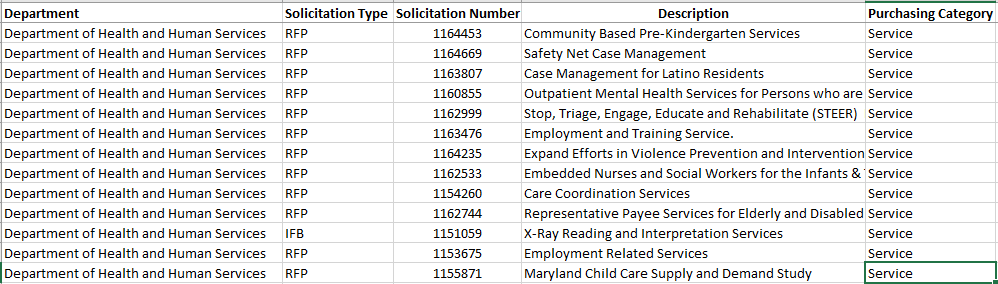 Department Solicitation Type Solicitation Number Description Purchasing Category
Department of Health and Human Services RFP 1164453 Community Based Pre-Kindergarten Services Service
Department of Health and Human Services RFP 1164669 Safety Net Case Management Service
Department of Health and Human Services RFP 1163807 Case Management for Latino Residents Service
Department of Health and Human Services RFP 1160855 Outpatient Mental Health Services for Persons who are Service
Department of Health and Human Services RFP 1162999 Stop, Triage, Engage, Educate and Rehabilitate (STEER) Service
Department of Health and Human Services RFP 1163476 Employment and Training Service. Service
Department of Health and Human Services RFP 1164235 Expand Efforts in Violence Prevention and Intervention Service
Department of Health and Human Services RFP 1162533 Embedded Nurses and Social Workers for the Infants & Service
Department of Health and Human Services RFP 1154260 Care Coordination Services Service
Department of Health and Human Services RFP 1162744 Representative Payee Services for Elderly and Disabled Service
Department of Health and Human Services IFB 1151059 X-Ray Reading and Interpretation Services Service
Department of Health and Human Services RFP 1153675 Employment Related Services Service
Department of Health and Human Services RFP 1155871 Maryland Child Care Supply and Demand Study Service